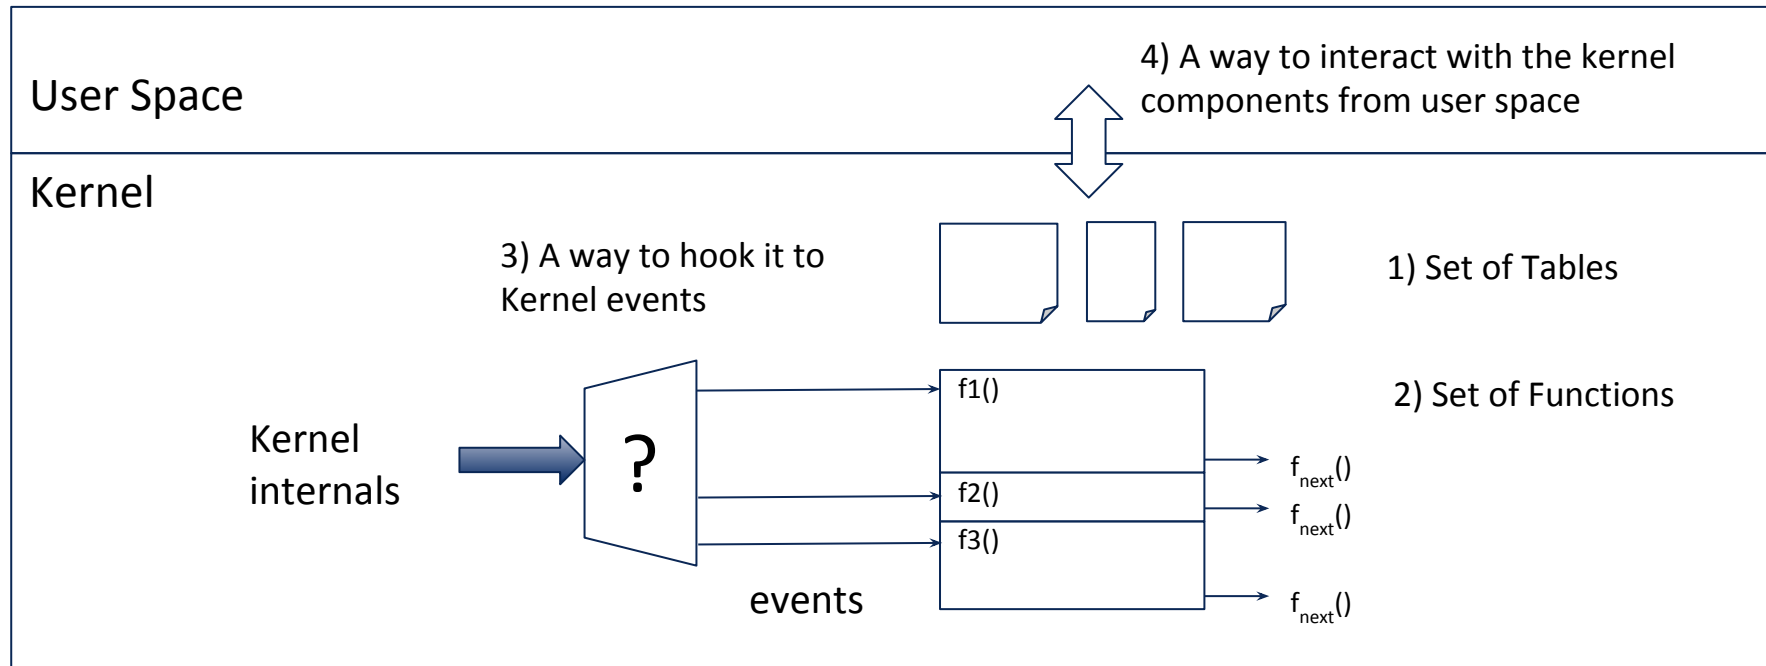 User Space
4) A way to interact with the kernel
components from user space
Kernel
3) A way to hook it to
Kernel events
1) Set of Tables
2) Set of Functions
Kernel
internals
?
f1()
f2()
f3()
fnext()
fnext()
fnext()
events